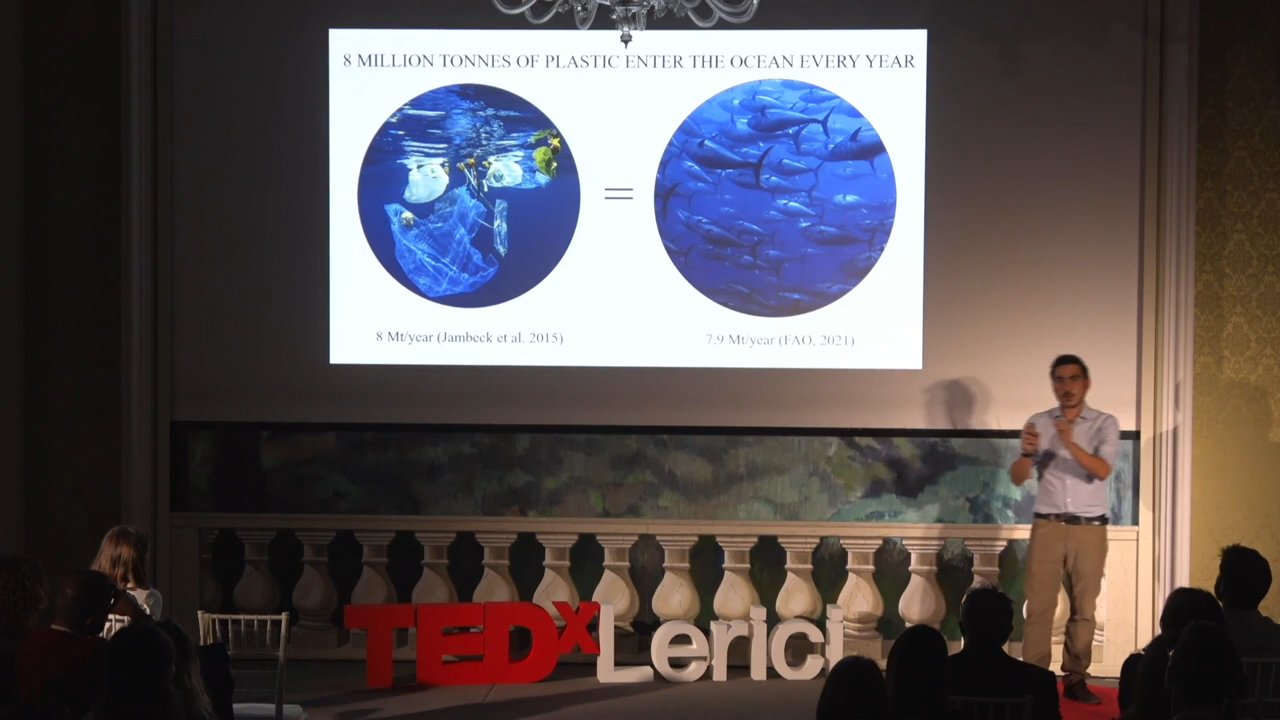 8 MILLION TONNES OF PLASTIC ENTER THE OCEAN EVERY YEAR
=
8 Mt/year (Jambeck et al. 2015)
7.9 Mt/year (FAO, 2021)
TEDxLerici